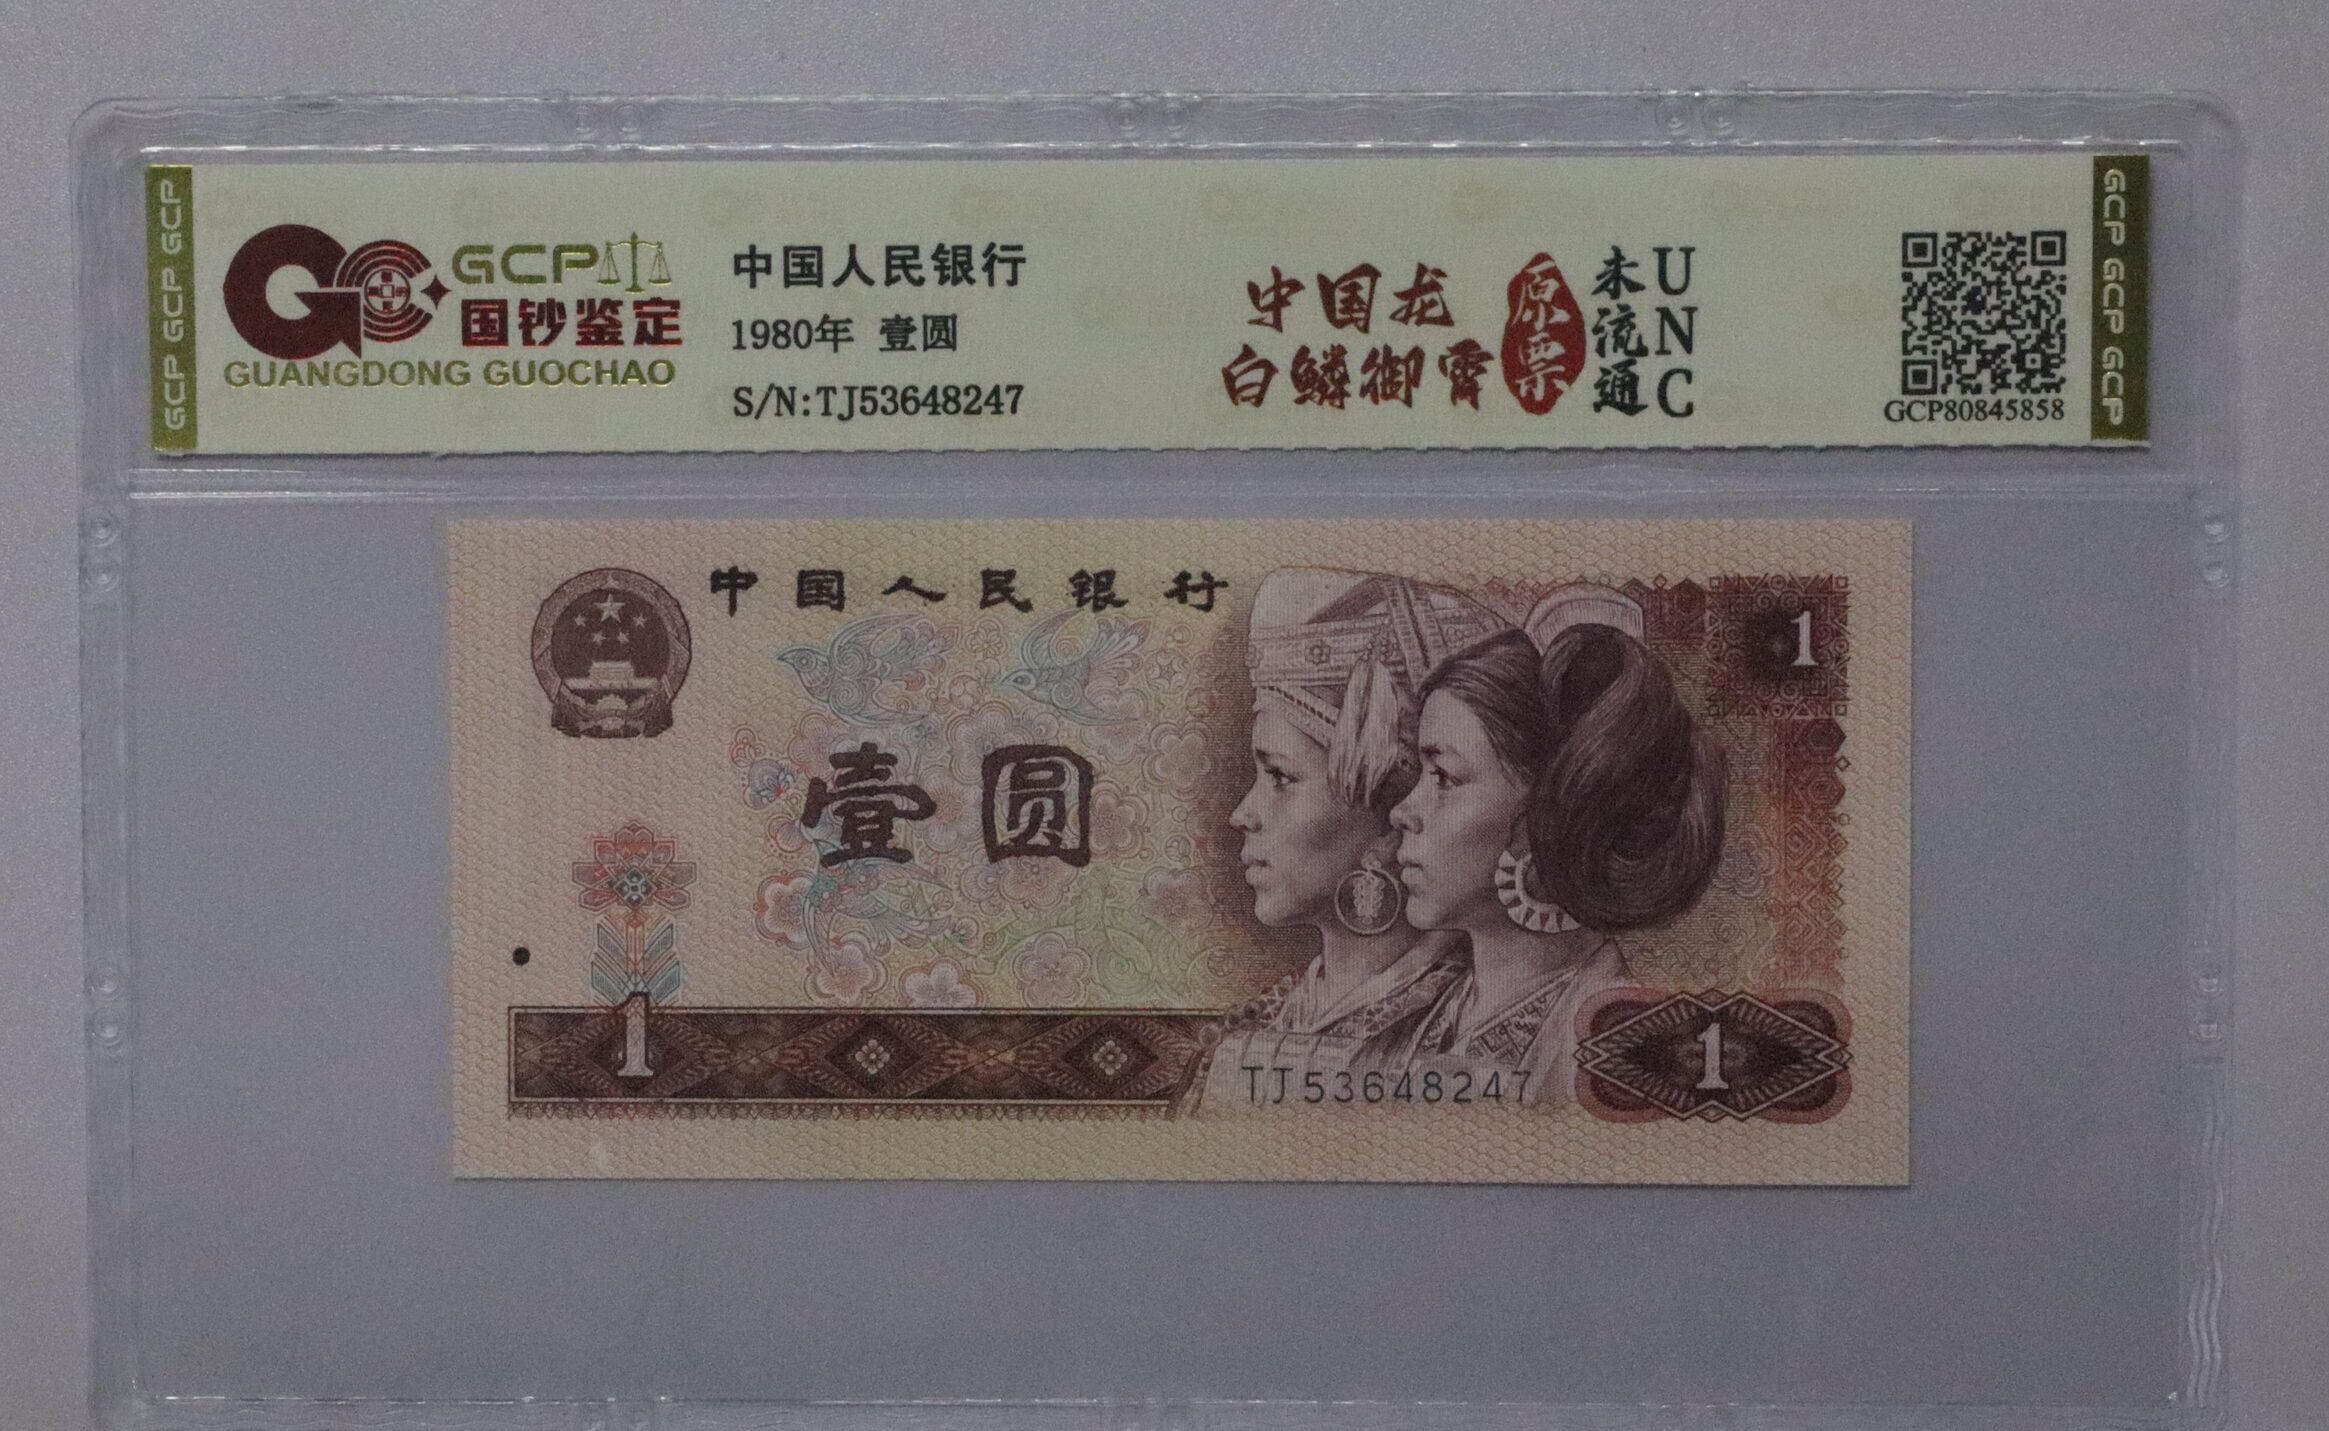 GCP GCP GCP
GCP
国钞鉴定
GUANGDONG GUOCHAO
中国人民银行
1980年 壹圆
S/N:TJ53648247
中国龙
白鳞御霄
原票
未流通
UNC
GCP80845858
GCP GCP GCP
中国人民银行
1
壹圆
1
1
TJ53648247